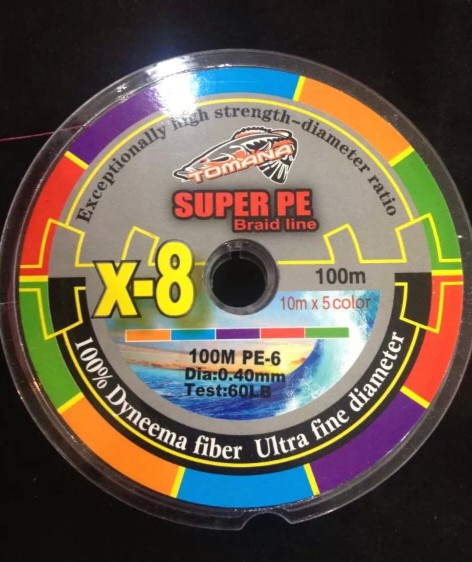 Exceptionally high strength-diameter ratio
TOMANA
SUPER PE
Braid line
X-8
100m
10m x 5 color
100M PE-6
Dia:0.40mm
Test:60LB
100% Dyneema fiber Ultra fine diameter